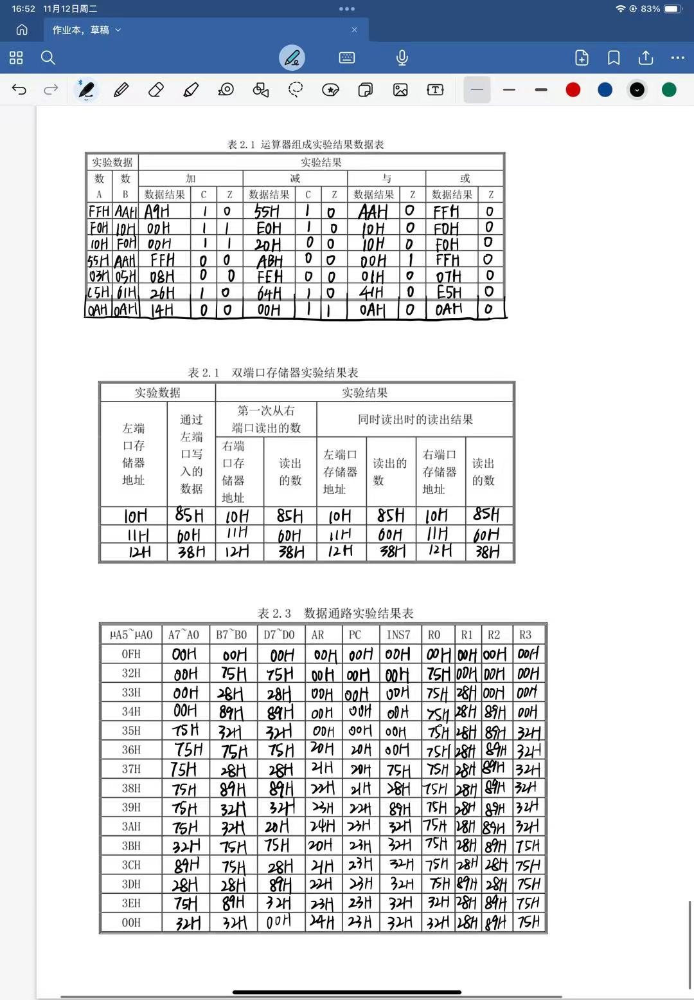 16:52 11月12日周二
83%
作业本，草稿
表 2.1 运算器组成实验结果数据表
实验数据 实验结果
数A 数B 加 减 与 或
数据结果 C Z 数据结果 C Z 数据结果 Z 数据结果 Z
FFH AAH A9H 1 0 55H 1 0 AAH 0 FFH 0
F0H 10H 00H 1 1 E0H 1 0 10H 0 F0H 0
10H F0H 00H 1 1 20H 0 0 10H 0 F0H 0
55H AAH FFH 0 0 ABH 0 0 00H 1 FFH 0
03H 05H 08H 0 0 FEH 0 0 01H 0 07H 0
C5H 61H 26H 1 0 64H 1 0 41H 0 E5H 0
0AH 0AH 14H 0 0 00H 1 1 0AH 0 0AH 0
表 2.1 双端口存储器实验结果表
实验数据 实验结果
左端口存储器地址 通过左端口写入的数据 第一次从右端口读出的数 同时读出时的读出结果
右端口存储器地址 读出的数 左端口存储器地址 读出的数 右端口存储器地址 读出的数
10H 85H 10H 85H 10H 85H 10H 85H
11H 60H 11H 60H 11H 60H 11H 60H
12H 38H 12H 38H 12H 38H 12H 38H
表 2.3 数据通路实验结果表
μA5~μA0 A7~A0 B7~B0 D7~D0 AR PC INS7 R0 R1 R2 R3
0FH 00H 00H 00H 00H 00H 00H 00H 00H 00H 00H
32H 00H 75H 75H 00H 00H 00H 75H 00H 00H 00H
33H 00H 28H 28H 00H 00H 00H 75H 28H 00H 00H
34H 00H 89H 89H 00H 00H 00H 75H 28H 89H 00H
35H 75H 32H 32H 00H 00H 00H 75H 28H 89H 32H
36H 75H 75H 75H 20H 20H 00H 75H 28H 89H 32H
37H 75H 28H 28H 21H 20H 75H 75H 28H 89H 32H
38H 75H 89H 89H 22H 21H 28H 75H 28H 89H 32H
39H 75H 32H 32H 23H 22H 89H 75H 28H 89H 32H
3AH 75H 32H 20H 24H 23H 32H 75H 28H 89H 32H
3BH 32H 75H 75H 20H 23H 32H 75H 28H 89H 75H
3CH 89H 75H 28H 21H 23H 32H 75H 28H 28H 75H
3DH 28H 28H 89H 22H 23H 32H 75H 89H 28H 75H
3EH 75H 89H 32H 23H 23H 32H 32H 28H 89H 75H
00H 32H 32H 00H 24H 23H 32H 32H 28H 89H 75H